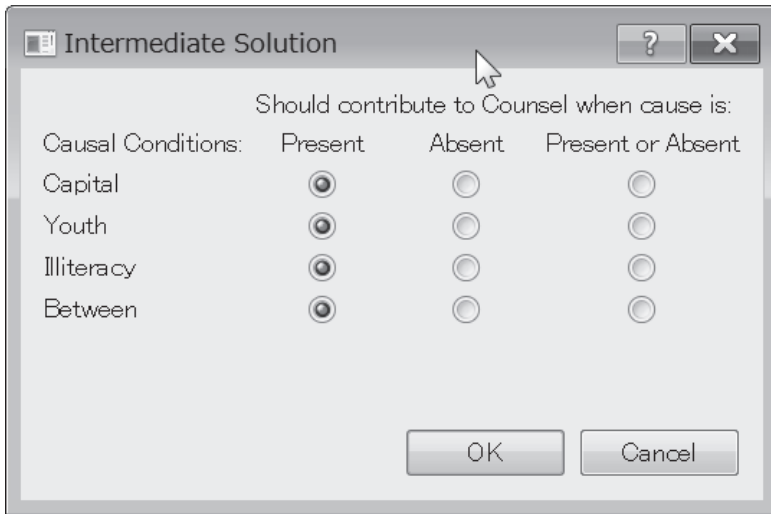 Intermediate Solution
Should contribute to Counsel when cause is:
Causal Conditions: Present Absent Present or Absent
Capital
Youth
Illiteracy
Between
OK Cancel